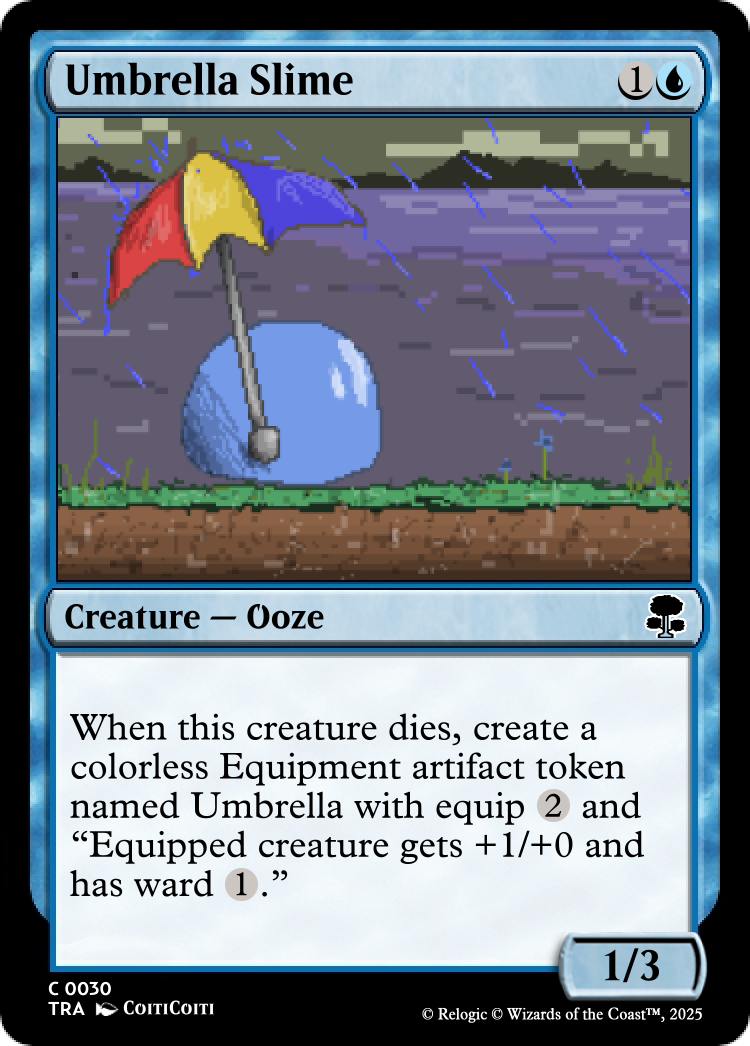 Umbrella Slime 1
Creature — Ooze
When this creature dies, create a
colorless Equipment artifact token
named Umbrella with equip 2 and
“Equipped creature gets +1/+0 and
has ward 1.”
1/3
C 0030
TRA CoitiCoiti
© Relogic © Wizards of the Coast™, 2025